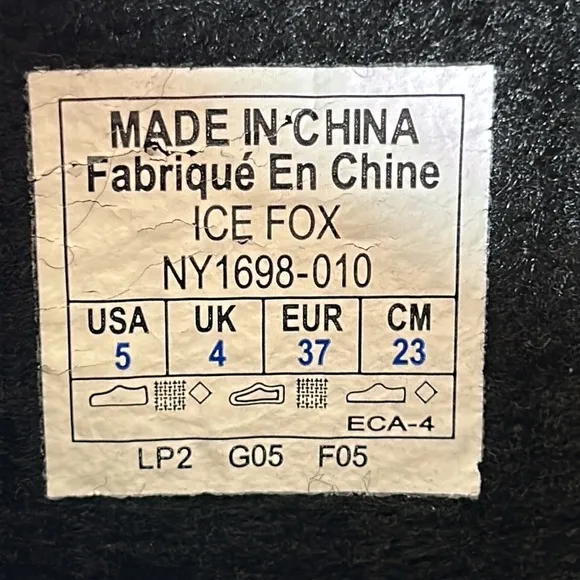 MADE IN CHINA
Fabriqué En Chine
ICE FOX
NY1698-010
USA UK EUR CM
5 4 37 23
ECA-4
LP2 G05 F05